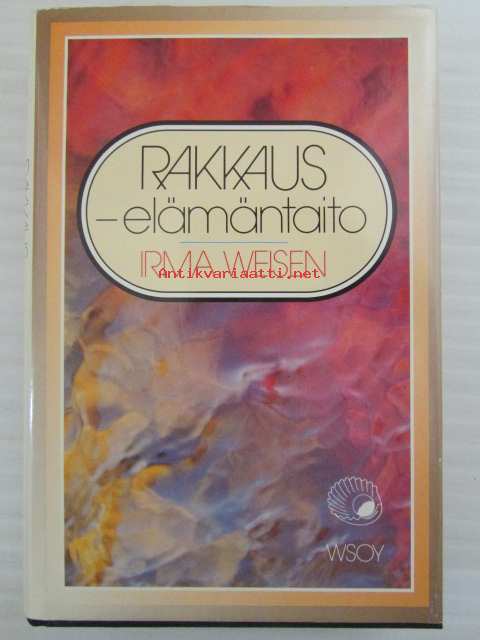 RAKKAUS
–elämäntaito
IRMA WEISEN
Antikvariaatti.net
WSOY